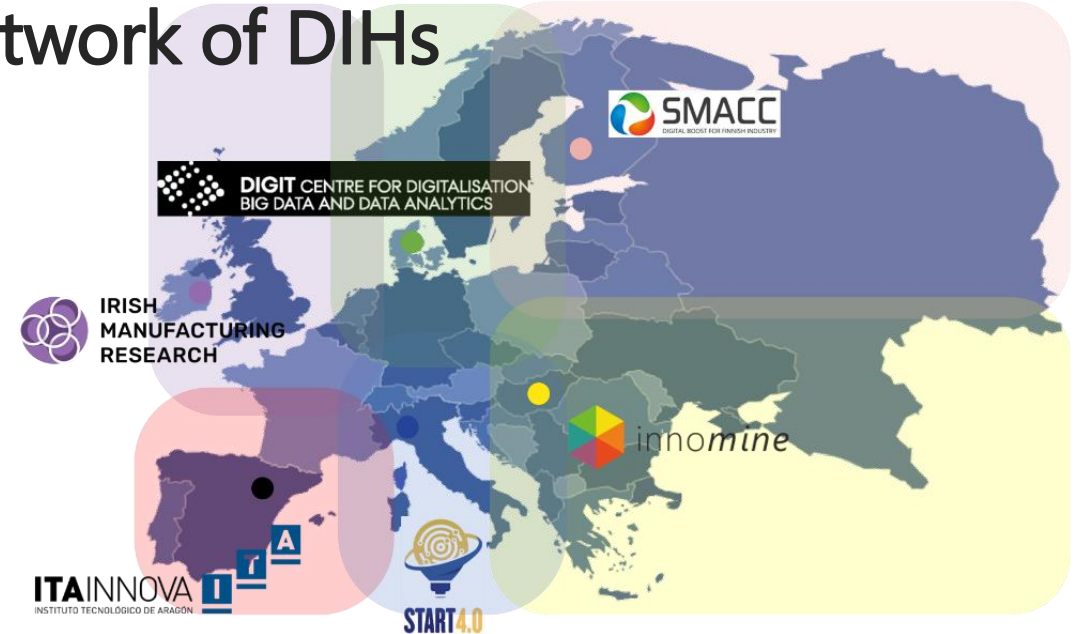 twork of DIHs
SMACC
DIGITAL BOOST FOR FINNISH INDUSTRY
DIGIT CENTRE FOR DIGITALISATION
BIG DATA AND DATA ANALYTICS
IRISH
MANUFACTURING
RESEARCH
innomine
ITAINNOVA
INSTITUTO TECNOLÓGICO DE ARAGÓN
I T A
START4.0